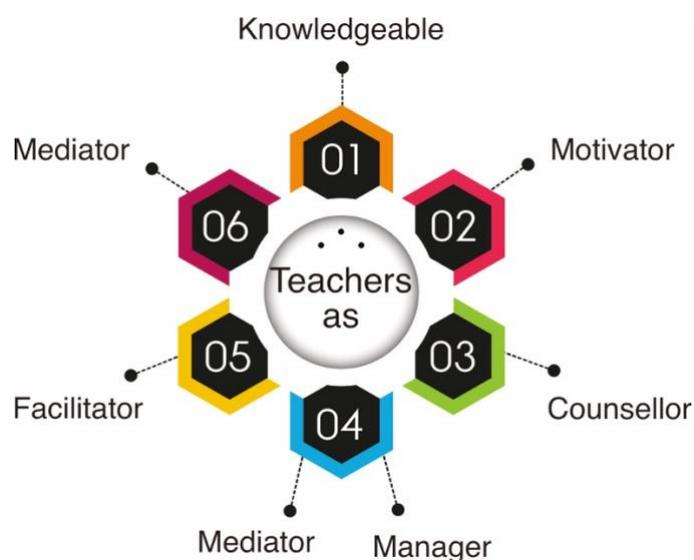 Knowledgeable
Mediator
Motivator
01
06
02
Teachers
as
05
03
Facilitator
Counsellor
04
Mediator
Manager